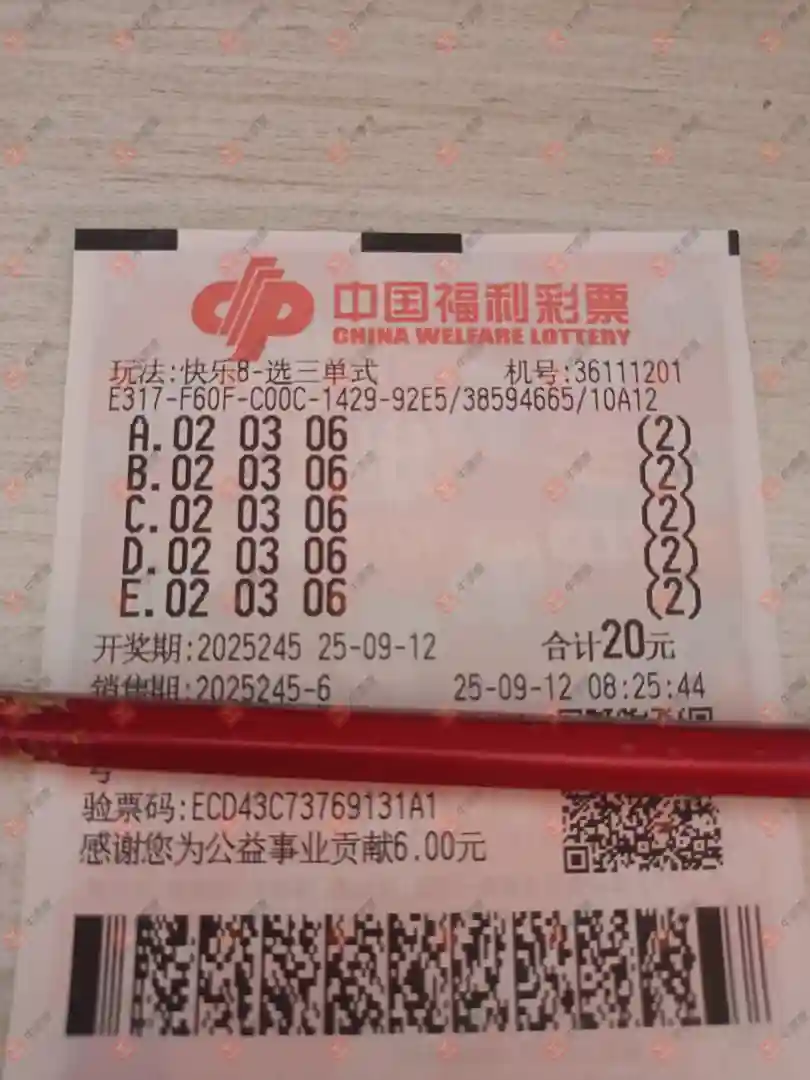 中国福利彩票
CHINA WELFARE LOTTERY
玩法:快乐8-选三单式 机号:36111201
E317-F60F-C00C-1429-92E5/38594665/10A12
A.02 03 06 (2)
B.02 03 06 (2)
C.02 03 06 (2)
D.02 03 06 (2)
E.02 03 06 (2)
开奖期:2025245 25-09-12 合计20元
销售期:2025245-6 25-09-12 08:25:44
号
验票码:ECD43C73769131A1
感谢您为公益事业贡献6.00元